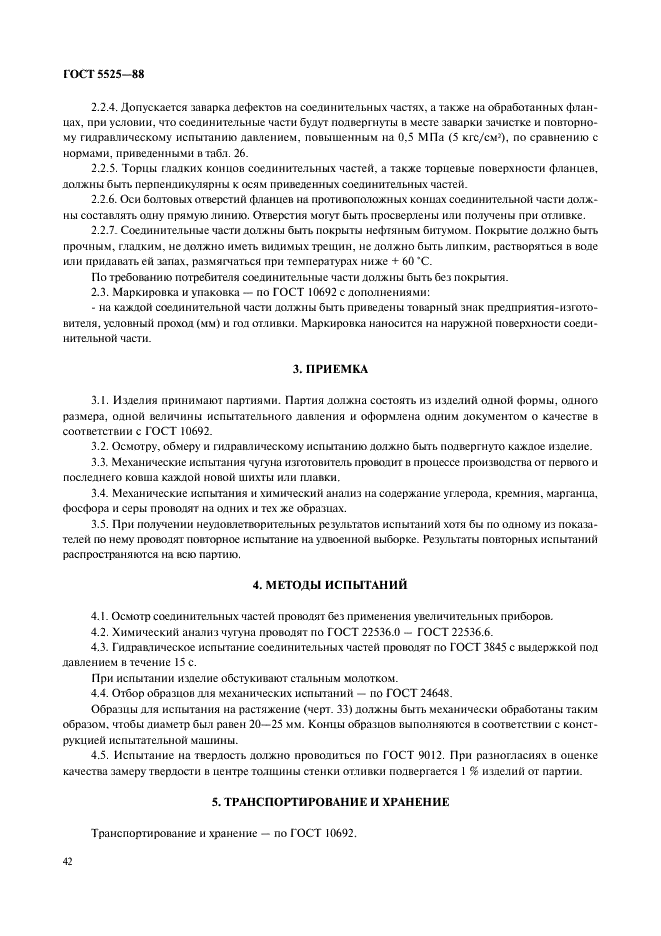 ГОСТ 5525—88
2.2.4. Допускается заварка дефектов на соединительных частях, а также на обработанных флан-
цах, при условии, что соединительные части будут подвергнуты в месте заварки зачистке и повторно-
му гидравлическому испытанию давлением, повышенным на 0,5 МПа (5 кгс/см²), по сравнению с
нормами, приведенными в табл. 26.
2.2.5. Торцы гладких концов соединительных частей, а также торцевые поверхности фланцев,
должны быть перпендикулярны к осям приведенных соединительных частей.
2.2.6. Оси болтовых отверстий фланцев на противоположных концах соединительной части долж-
ны составлять одну прямую линию. Отверстия могут быть просверлены или получены при отливке.
2.2.7. Соединительные части должны быть покрыты нефтяным битумом. Покрытие должно быть
прочным, гладким, не должно иметь видимых трещин, не должно быть липким, растворяться в воде
или придавать ей запах, размягчаться при температурах ниже + 60 °С.
По требованию потребителя соединительные части должны быть без покрытия.
2.3. Маркировка и упаковка — по ГОСТ 10692 с дополнениями:
- на каждой соединительной части должны быть приведены товарный знак предприятия-изгото-
вителя, условный проход (мм) и год отливки. Маркировка наносится на наружной поверхности соеди-
нительной части.
3. ПРИЕМКА
3.1. Изделия принимают партиями. Партия должна состоять из изделий одной формы, одного
размера, одной величины испытательного давления и оформлена одним документом о качестве в
соответствии с ГОСТ 10692.
3.2. Осмотру, обмеру и гидравлическому испытанию должно быть подвергнуто каждое изделие.
3.3. Механические испытания чугуна изготовитель проводит в процессе производства от первого и
последнего ковша каждой новой шихты или плавки.
3.4. Механические испытания и химический анализ на содержание углерода, кремния, марганца,
фосфора и серы проводят на одних и тех же образцах.
3.5. При получении неудовлетворительных результатов испытаний хотя бы по одному из показа-
телей по нему проводят повторное испытание на удвоенной выборке. Результаты повторных испытаний
распространяются на всю партию.
4. МЕТОДЫ ИСПЫТАНИЙ
4.1. Осмотр соединительных частей проводят без применения увеличительных приборов.
4.2. Химический анализ чугуна проводят по ГОСТ 22536.0 — ГОСТ 22536.6.
4.3. Гидравлическое испытание соединительных частей проводят по ГОСТ 3845 с выдержкой под
давлением в течение 15 с.
При испытании изделие обстукивают стальным молотком.
4.4. Отбор образцов для механических испытаний — по ГОСТ 24648.
Образцы для испытания на растяжение (черт. 33) должны быть механически обработаны таким
образом, чтобы диаметр был равен 20—25 мм. Концы образцов выполняются в соответствии с конст-
рукцией испытательной машины.
4.5. Испытание на твердость должно проводиться по ГОСТ 9012. При разногласиях в оценке
качества замеру твердости в центре толщины стенки отливки подвергается 1 % изделий от партии.
5. ТРАНСПОРТИРОВАНИЕ И ХРАНЕНИЕ
Транспортирование и хранение — по ГОСТ 10692.
42